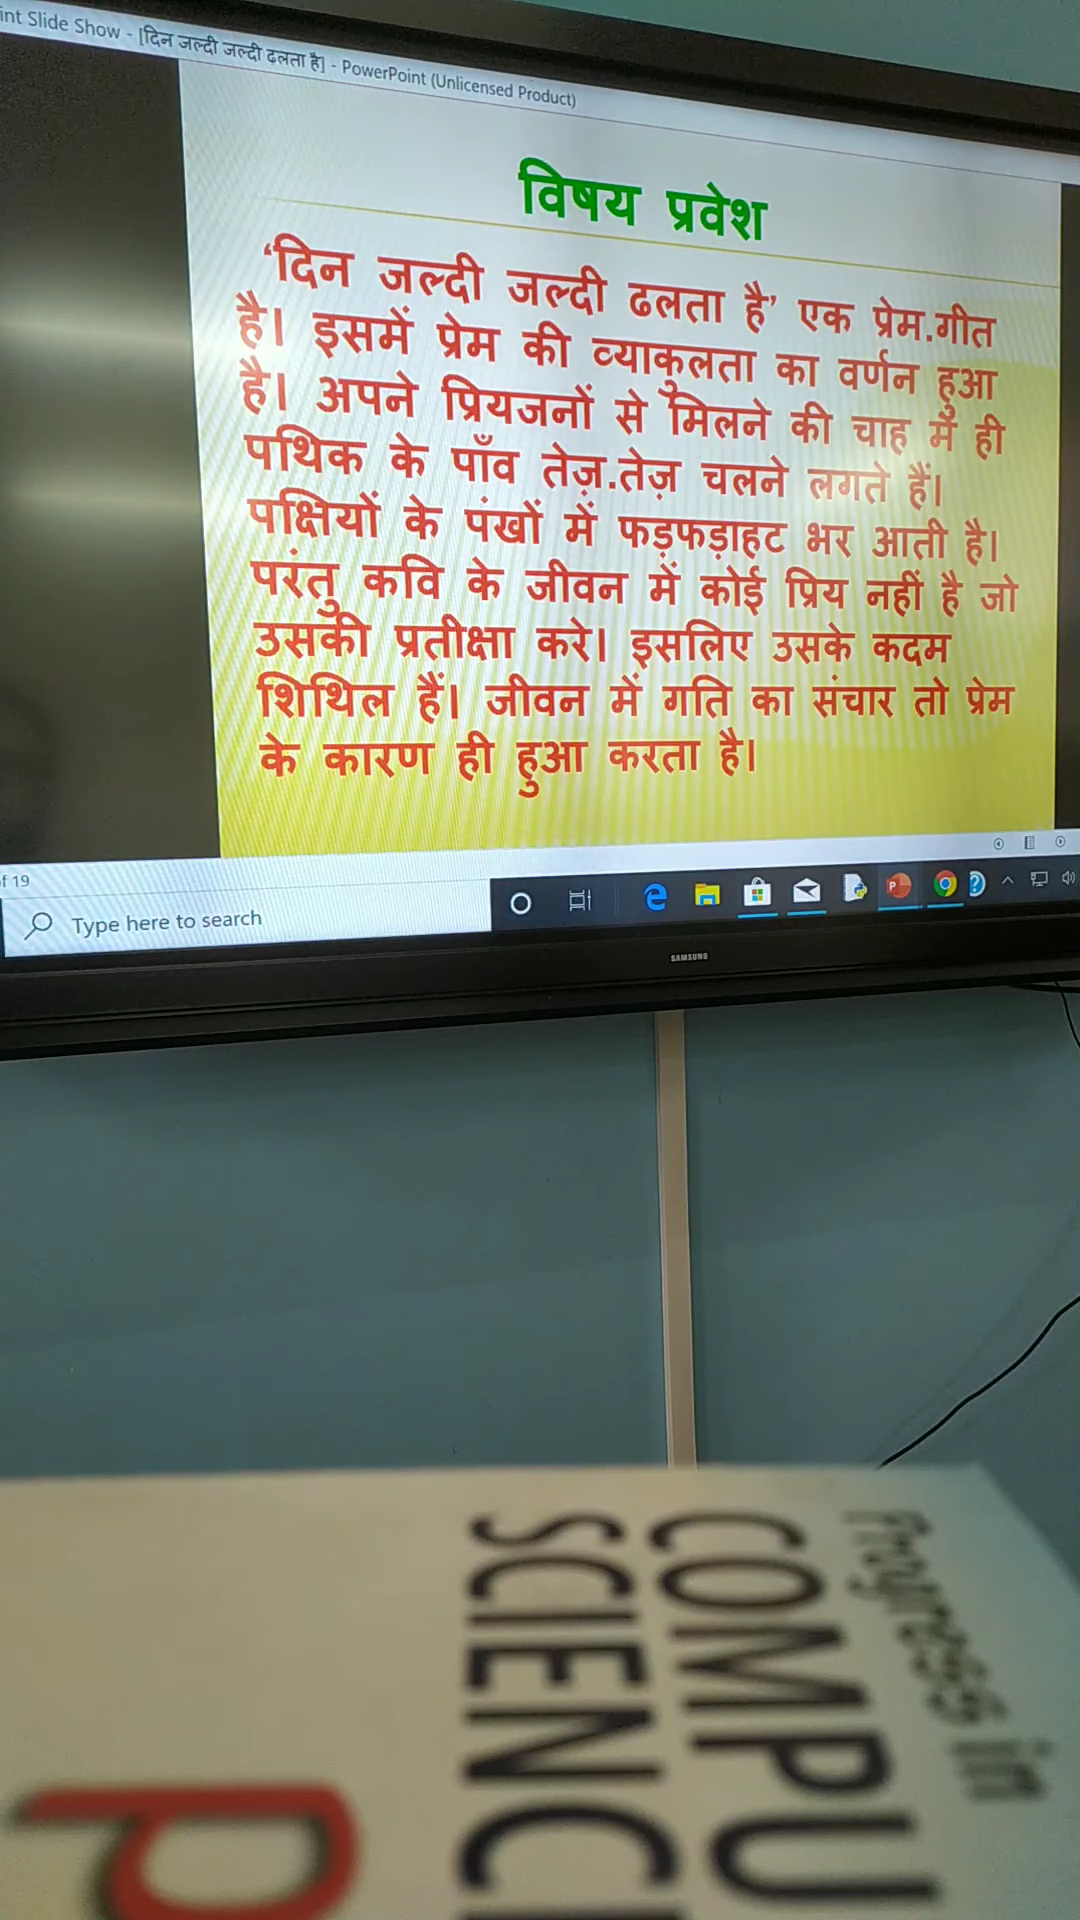 int Slide Show - [दिन जल्दी जल्दी ढलता है] - PowerPoint (Unlicensed Product)
विषय प्रवेश
‘दिन जल्दी जल्दी ढलता है’ एक प्रेम.गीत
है। इसमें प्रेम की व्याकुलता का वर्णन हुआ
है। अपने प्रियजनों से मिलने की चाह में ही
पथिक के पाँव तेज़.तेज़ चलने लगते हैं।
पक्षियों के पंखों में फड़फड़ाहट भर आती है।
परंतु कवि के जीवन में कोई प्रिय नहीं है जो
उसकी प्रतीक्षा करे। इसलिए उसके कदम
शिथिल हैं। जीवन में गति का संचार तो प्रेम
के कारण ही हुआ करता है।
f 19
Type here to search
SAMSUNG
Progress in
COMPU
SCIENC
P